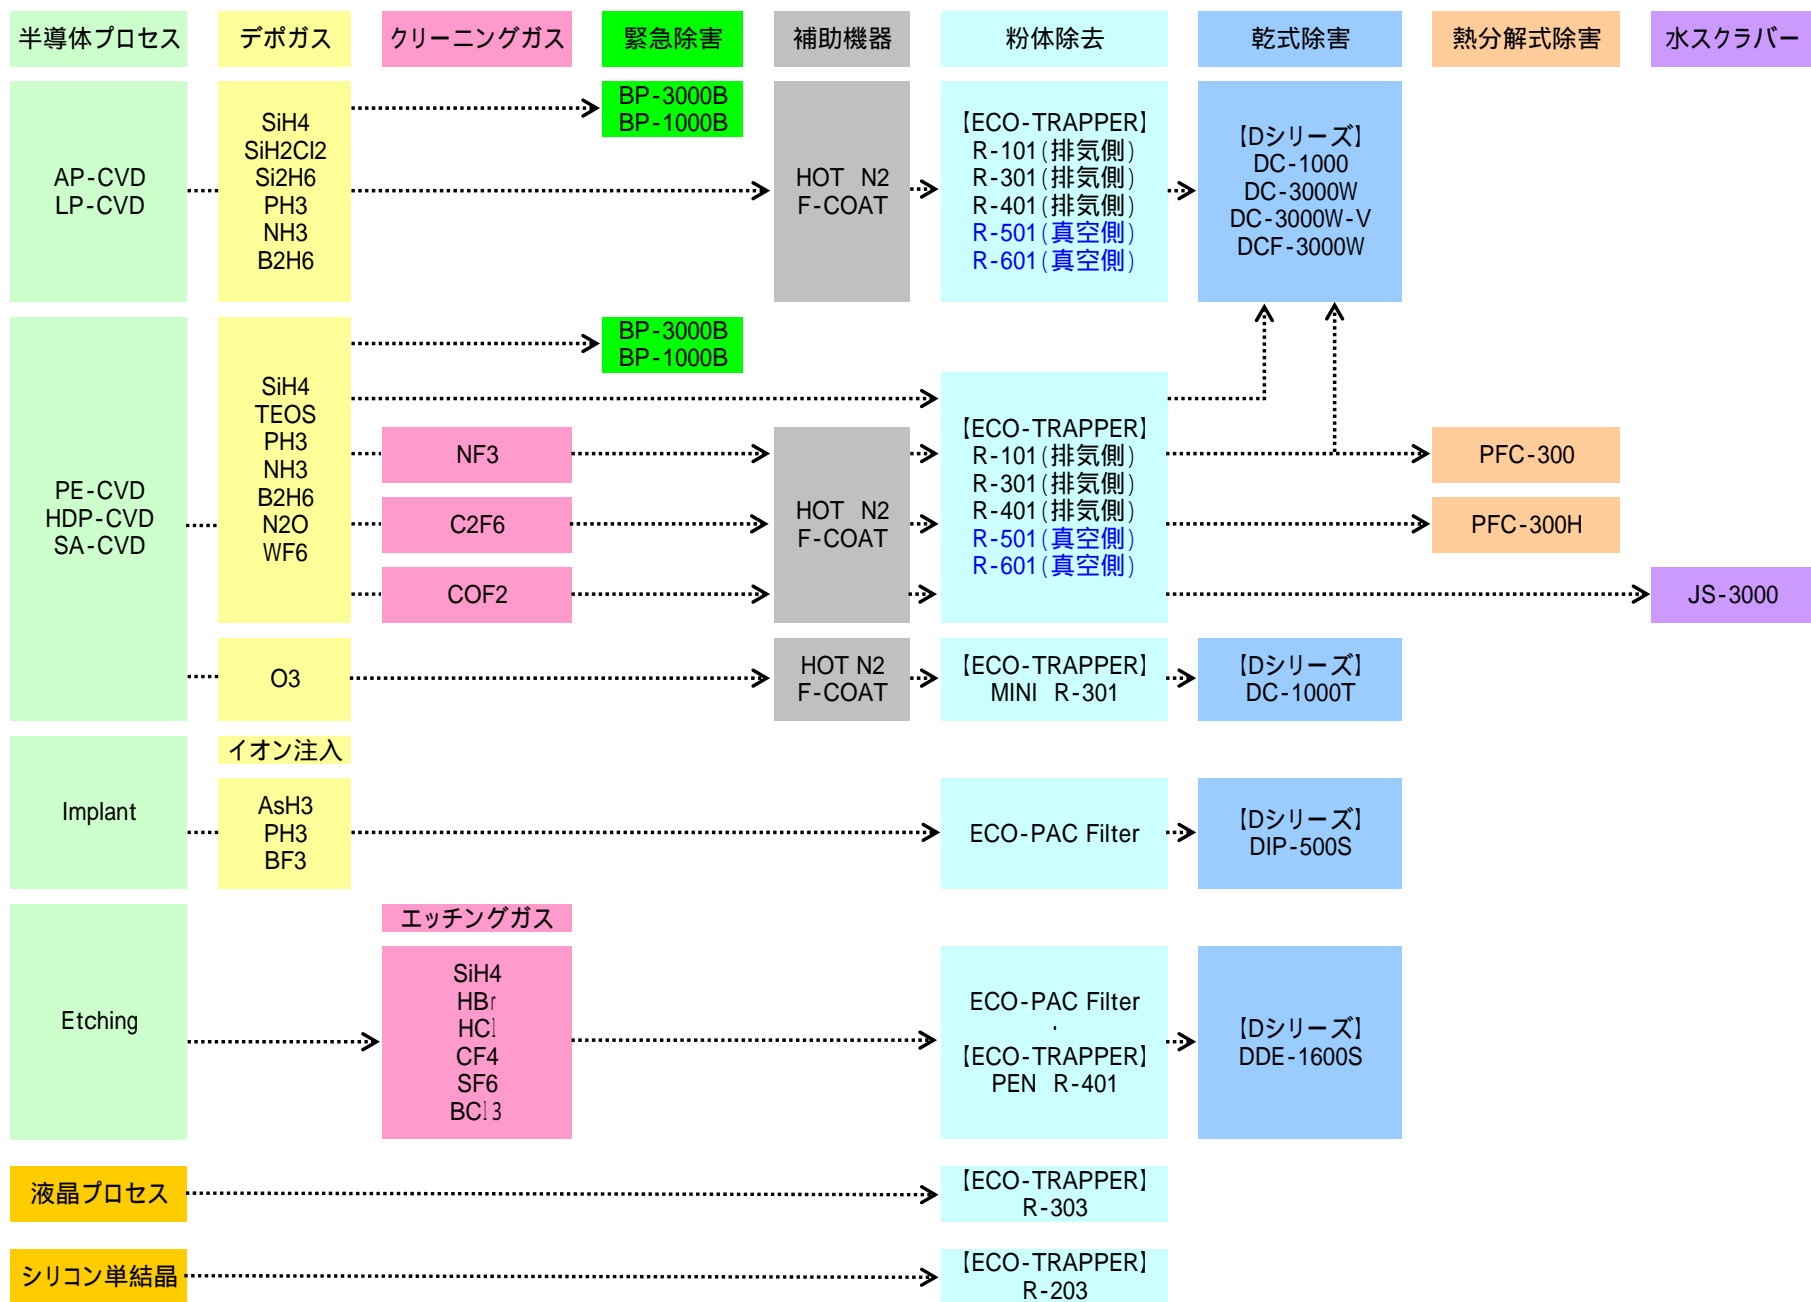 半導体プロセス
デポガス
クリーニングガス
緊急除害
補助機器
粉体除去
乾式除害
熱分解式除害
水スクラバー
AP-CVD
LP-CVD
SiH4
SiH2Cl2
Si2H6
PH3
NH3
B2H6
BP-3000B
BP-1000B
HOT N2
F-COAT
【ECO-TRAPPER】
R-101(排気側)
R-301(排気側)
R-401(排気側)
R-501(真空側)
R-601(真空側)
【Dシリーズ】
DC-1000
DC-3000W
DC-3000W-V
DCF-3000W
PE-CVD
HDP-CVD
SA-CVD
SiH4
TEOS
PH3
NH3
B2H6
N2O
WF6
BP-3000B
BP-1000B
NF3
C2F6
COF2
HOT N2
F-COAT
【ECO-TRAPPER】
R-101(排気側)
R-301(排気側)
R-401(排気側)
R-501(真空側)
R-601(真空側)
PFC-300
PFC-300H
JS-3000
O3
HOT N2
F-COAT
【ECO-TRAPPER】
MINI R-301
【Dシリーズ】
DC-1000T
Implant
イオン注入
AsH3
PH3
BF3
ECO-PAC Filter
【Dシリーズ】
DIP-500S
Etching
エッチングガス
SiH4
HBr
HCl
CF4
SF6
BCl3
ECO-PAC Filter
・
【ECO-TRAPPER】
PEN R-401
【Dシリーズ】
DDE-1600S
液晶プロセス
【ECO-TRAPPER】
R-303
シリコン単結晶
【ECO-TRAPPER】
R-203